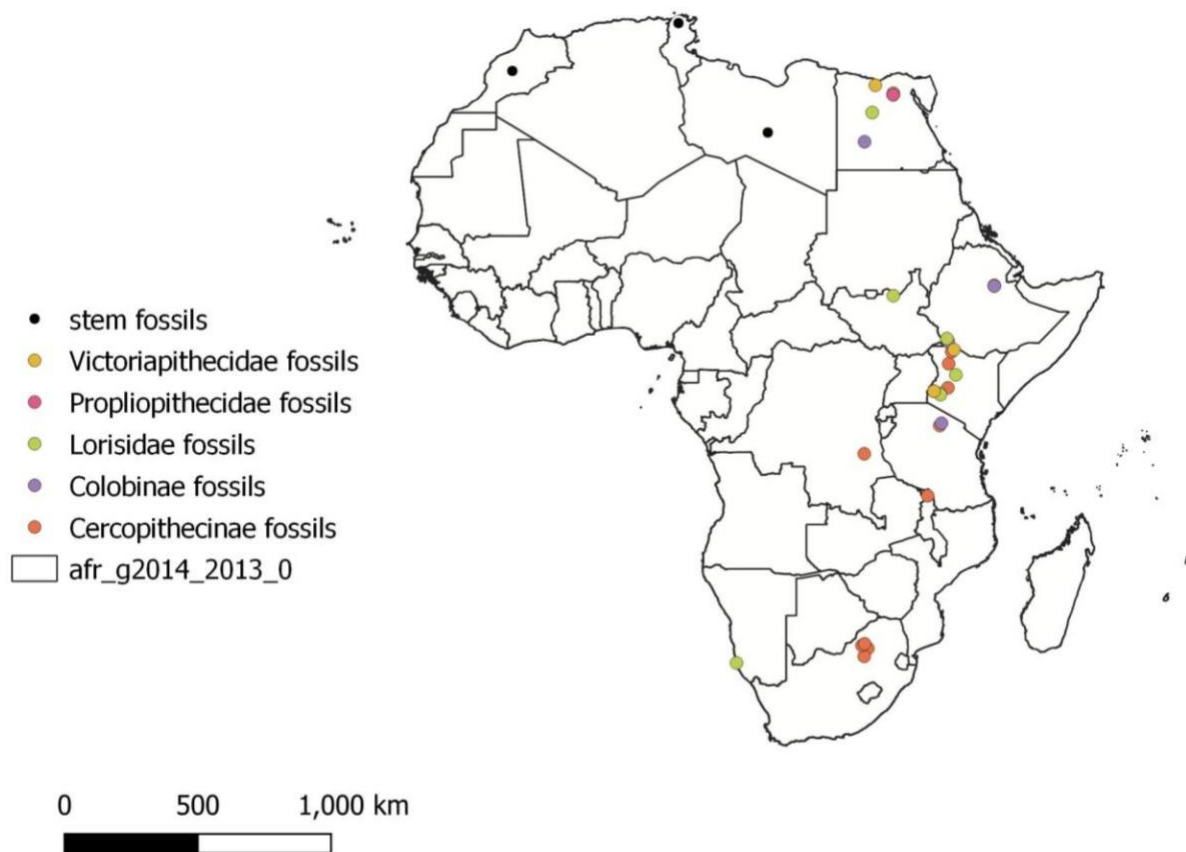 stem fossils
Victoriapithecidae fossils
Propliopithecidae fossils
Lorisidae fossils
Colobinae fossils
Cercopithecinae fossils
afr_g2014_2013_0
0 500 1,000 km